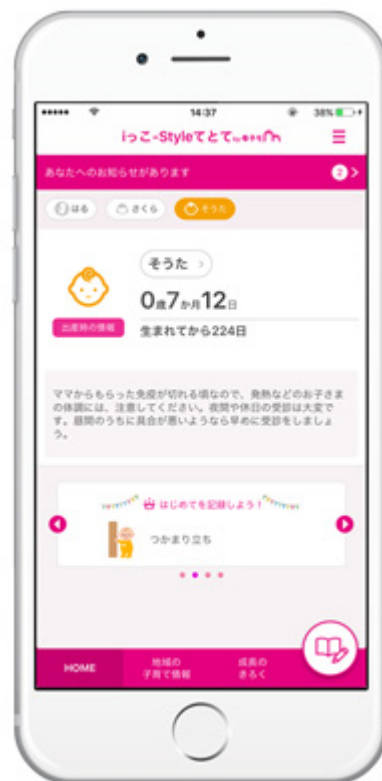 14:37
38%
iっこ-Styleてとて
あなたへのお知らせがあります
2
はる
さくら
そうた
そうた
0歳7か月12日
出産時の情報
生まれてから224日
ママからもらった免疫が切れる頃なので、発熱などのお子さま
の体調には、注意してください。夜間や休日の受診は大変で
す。昼間のうちに具合が悪いようなら早めに受診をしましょ
う。
はじめてを記録しよう！
つかまり立ち
HOME
地域の
子育て情報
成長の
きろく